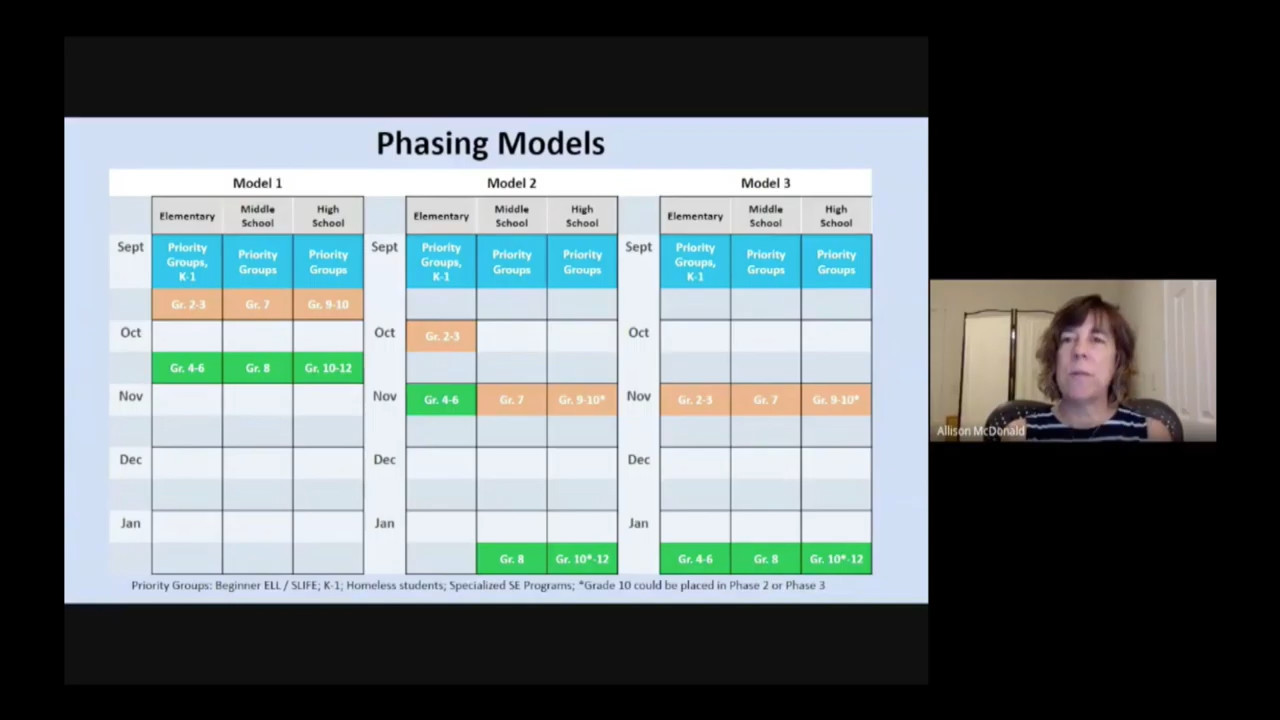 Phasing Models
Model 1 Model 2 Model 3
Elementary Middle School High School Elementary Middle School High School Elementary Middle School High School
Sept Priority Groups, K-1 Priority Groups Priority Groups Sept Priority Groups, K-1 Priority Groups Priority Groups Sept Priority Groups, K-1 Priority Groups Priority Groups
Gr. 2-3 Gr. 7 Gr. 9-10
Oct Oct Gr. 2-3 Oct
Gr. 4-6 Gr. 8 Gr. 10-12
Nov Nov Gr. 4-6 Gr. 7 Gr. 9-10* Nov Gr. 2-3 Gr. 7 Gr. 9-10*
Dec Dec Dec
Jan Jan Jan
Gr. 8 Gr. 10*-12 Gr. 4-6 Gr. 8 Gr. 10*-12
Priority Groups: Beginner ELL / SLIFE; K-1; Homeless students; Specialized SE Programs; *Grade 10 could be placed in Phase 2 or Phase 3
Allison McDonald